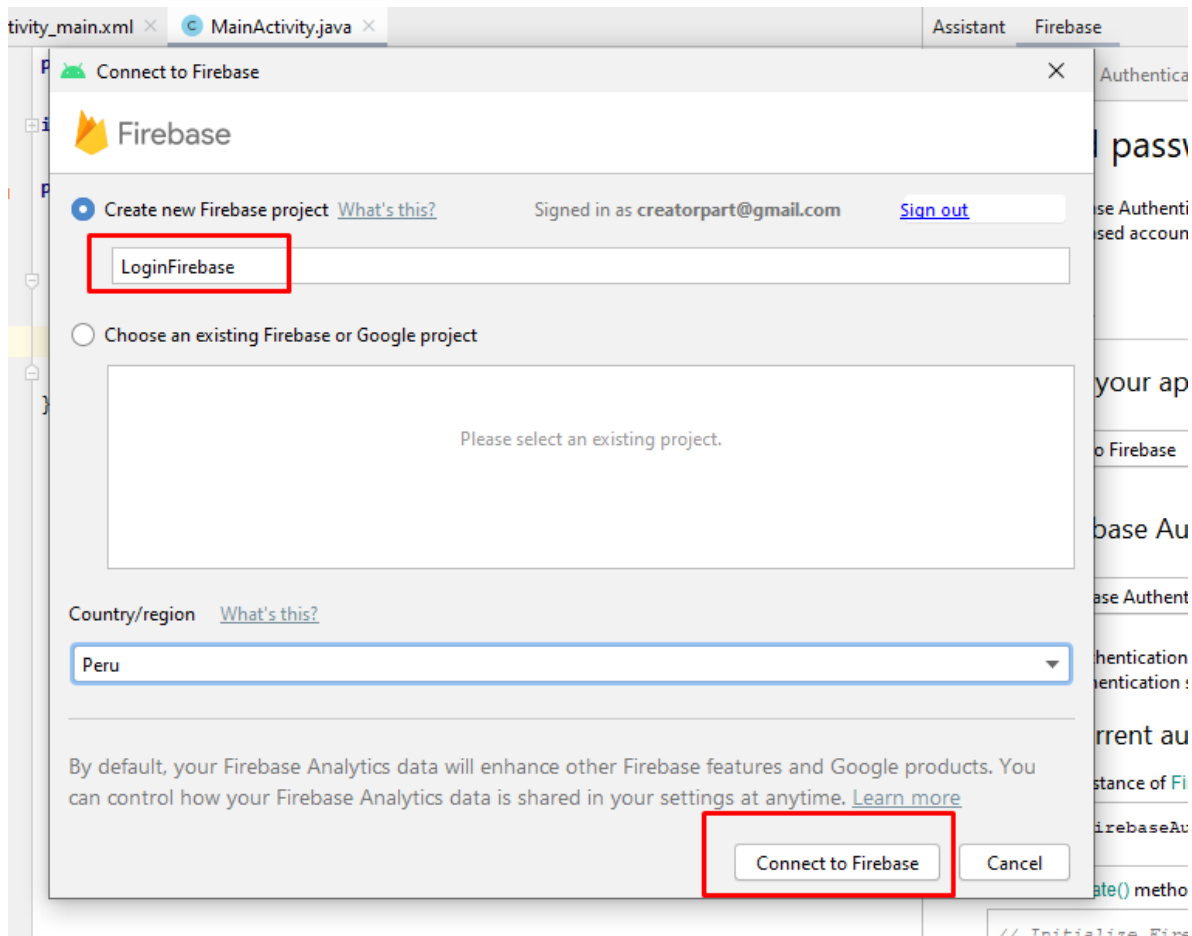 tivity_main.xml
MainActivity.java
Assistant
Firebase
Connect to Firebase
Firebase
Create new Firebase project What's this? Signed in as creatorpart@gmail.com Sign out
LoginFirebase
Choose an existing Firebase or Google project
Please select an existing project.
Country/region What's this?
Peru
By default, your Firebase Analytics data will enhance other Firebase features and Google products. You
can control how your Firebase Analytics data is shared in your settings at anytime. Learn more
Connect to Firebase
Cancel
Authentica
passw
se Authenti
sed accoun
your ap
o Firebase
base Au
ase Authent
hentication
hentication s
rrent au
stance of Fi
irebaseAu
ate() metho
// Initialize Fire